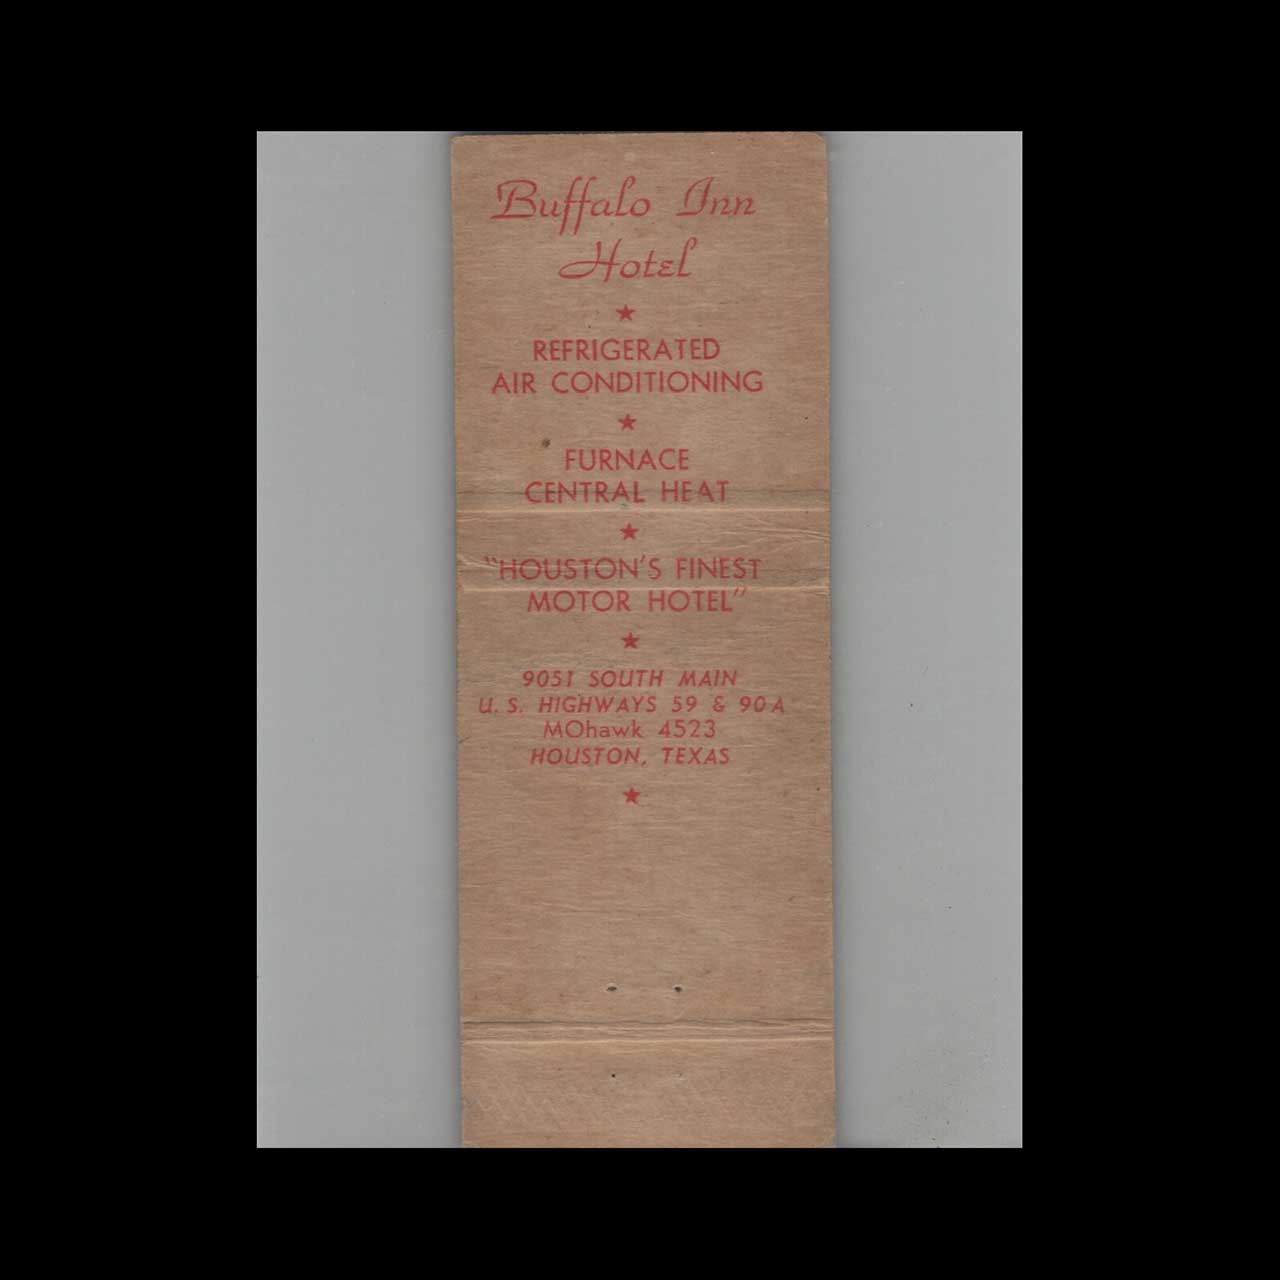 Buffalo Inn
Hotel
★
REFRIGERATED
AIR CONDITIONING
★
FURNACE
CENTRAL HEAT
★
"HOUSTON'S FINEST
MOTOR HOTEL"
★
9051 SOUTH MAIN
U. S. HIGHWAYS 59 & 90A
MOhawk 4523
HOUSTON, TEXAS
★